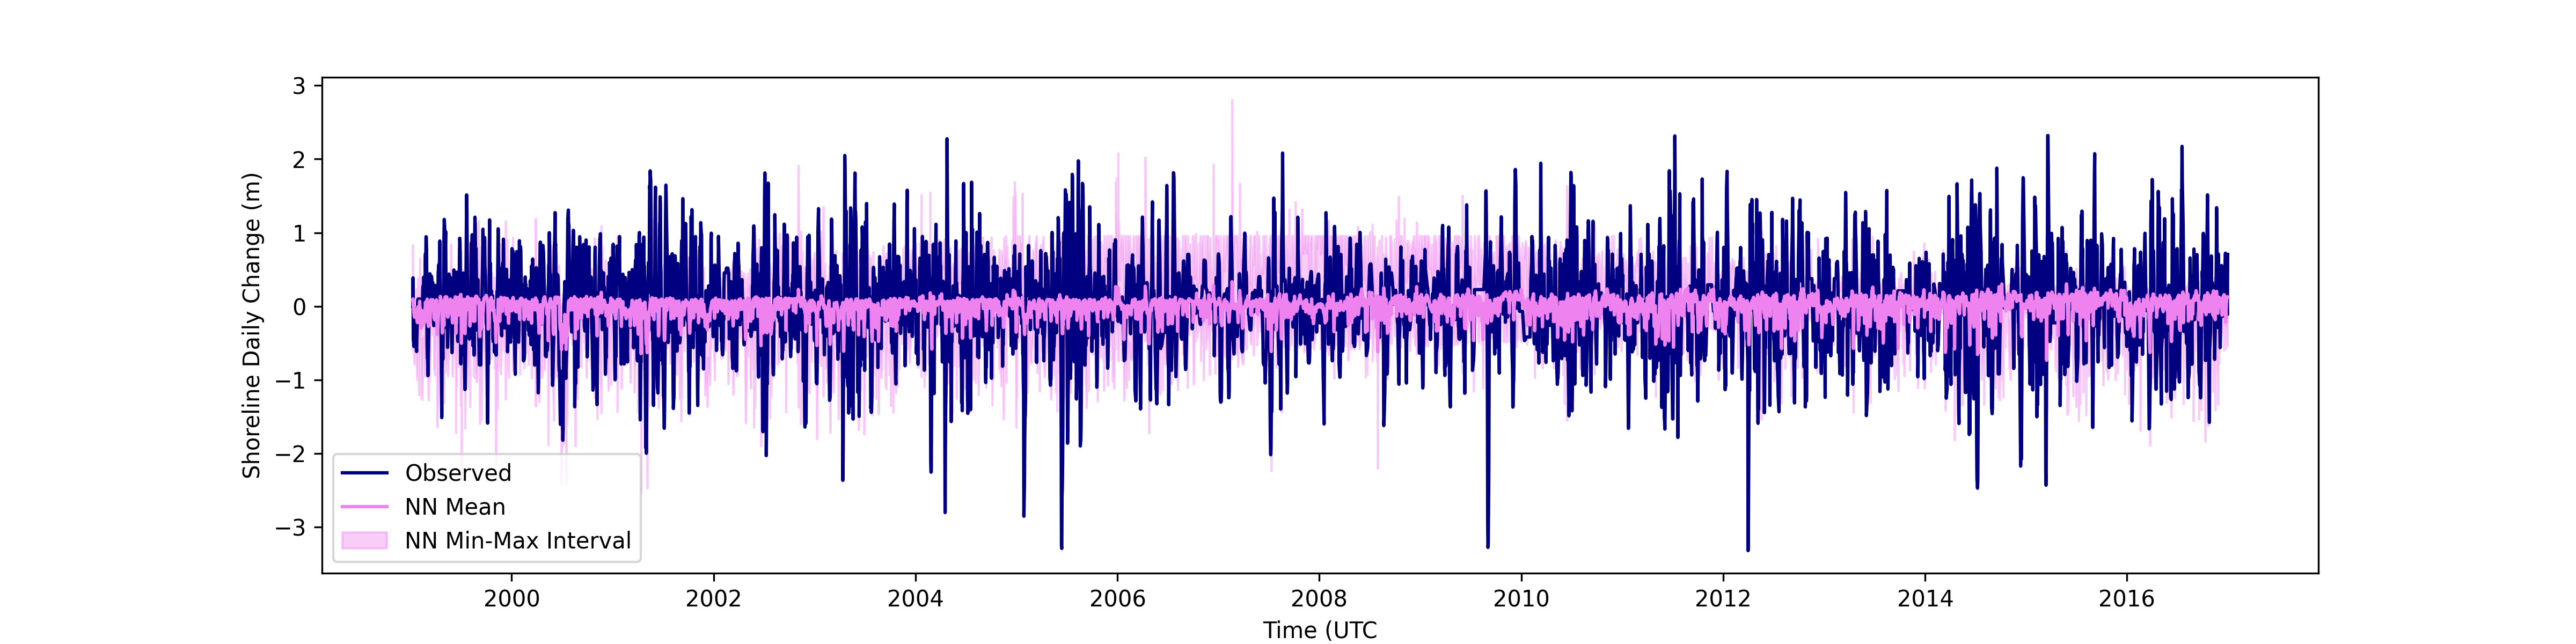 3
2
1
0
−1
−2
−3
Shoreline Daily Change (m)
Observed
NN Mean
NN Min-Max Interval
2000 2002 2004 2006 2008 2010 2012 2014 2016
Time (UTC